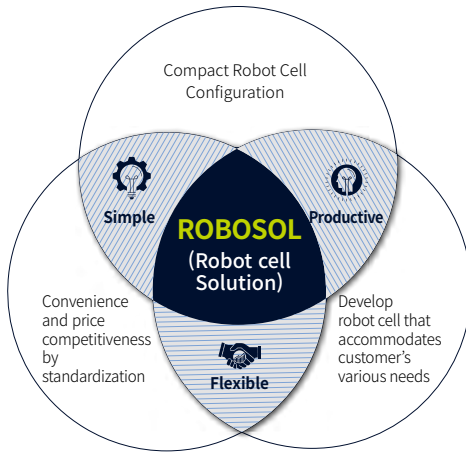 Compact Robot Cell
Configuration
Simple
Productive
ROBOSOL
(Robot cell
Solution)
Convenience
and price
competitiveness
by
standardization
Develop
robot cell that
accommodates
customer's
various needs
Flexible